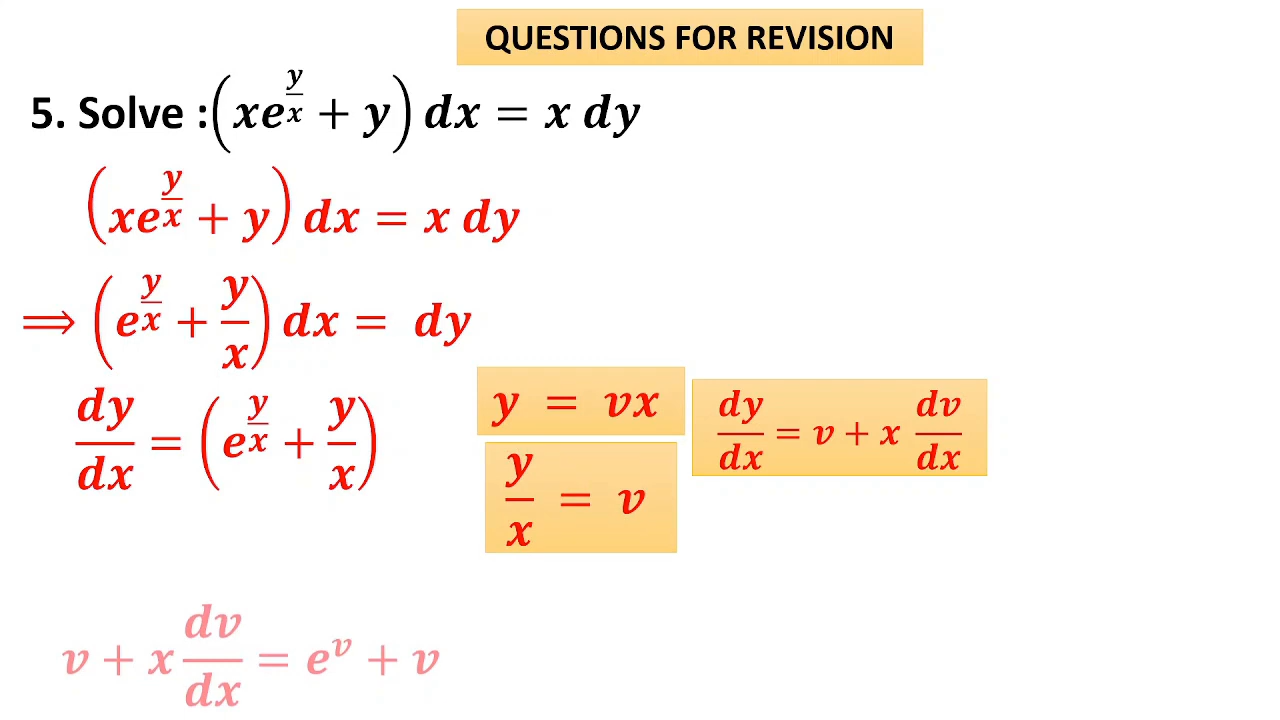 QUESTIONS FOR REVISION
5. Solve : (xe^(y/x) + y) dx = x dy
(xe^(y/x) + y) dx = x dy
⟹ (e^(y/x) + y/x) dx = dy
dy/dx = (e^(y/x) + y/x)
y = vx
dy/dx = v + x dv/dx
y/x = v
v + x dv/dx = e^v + v